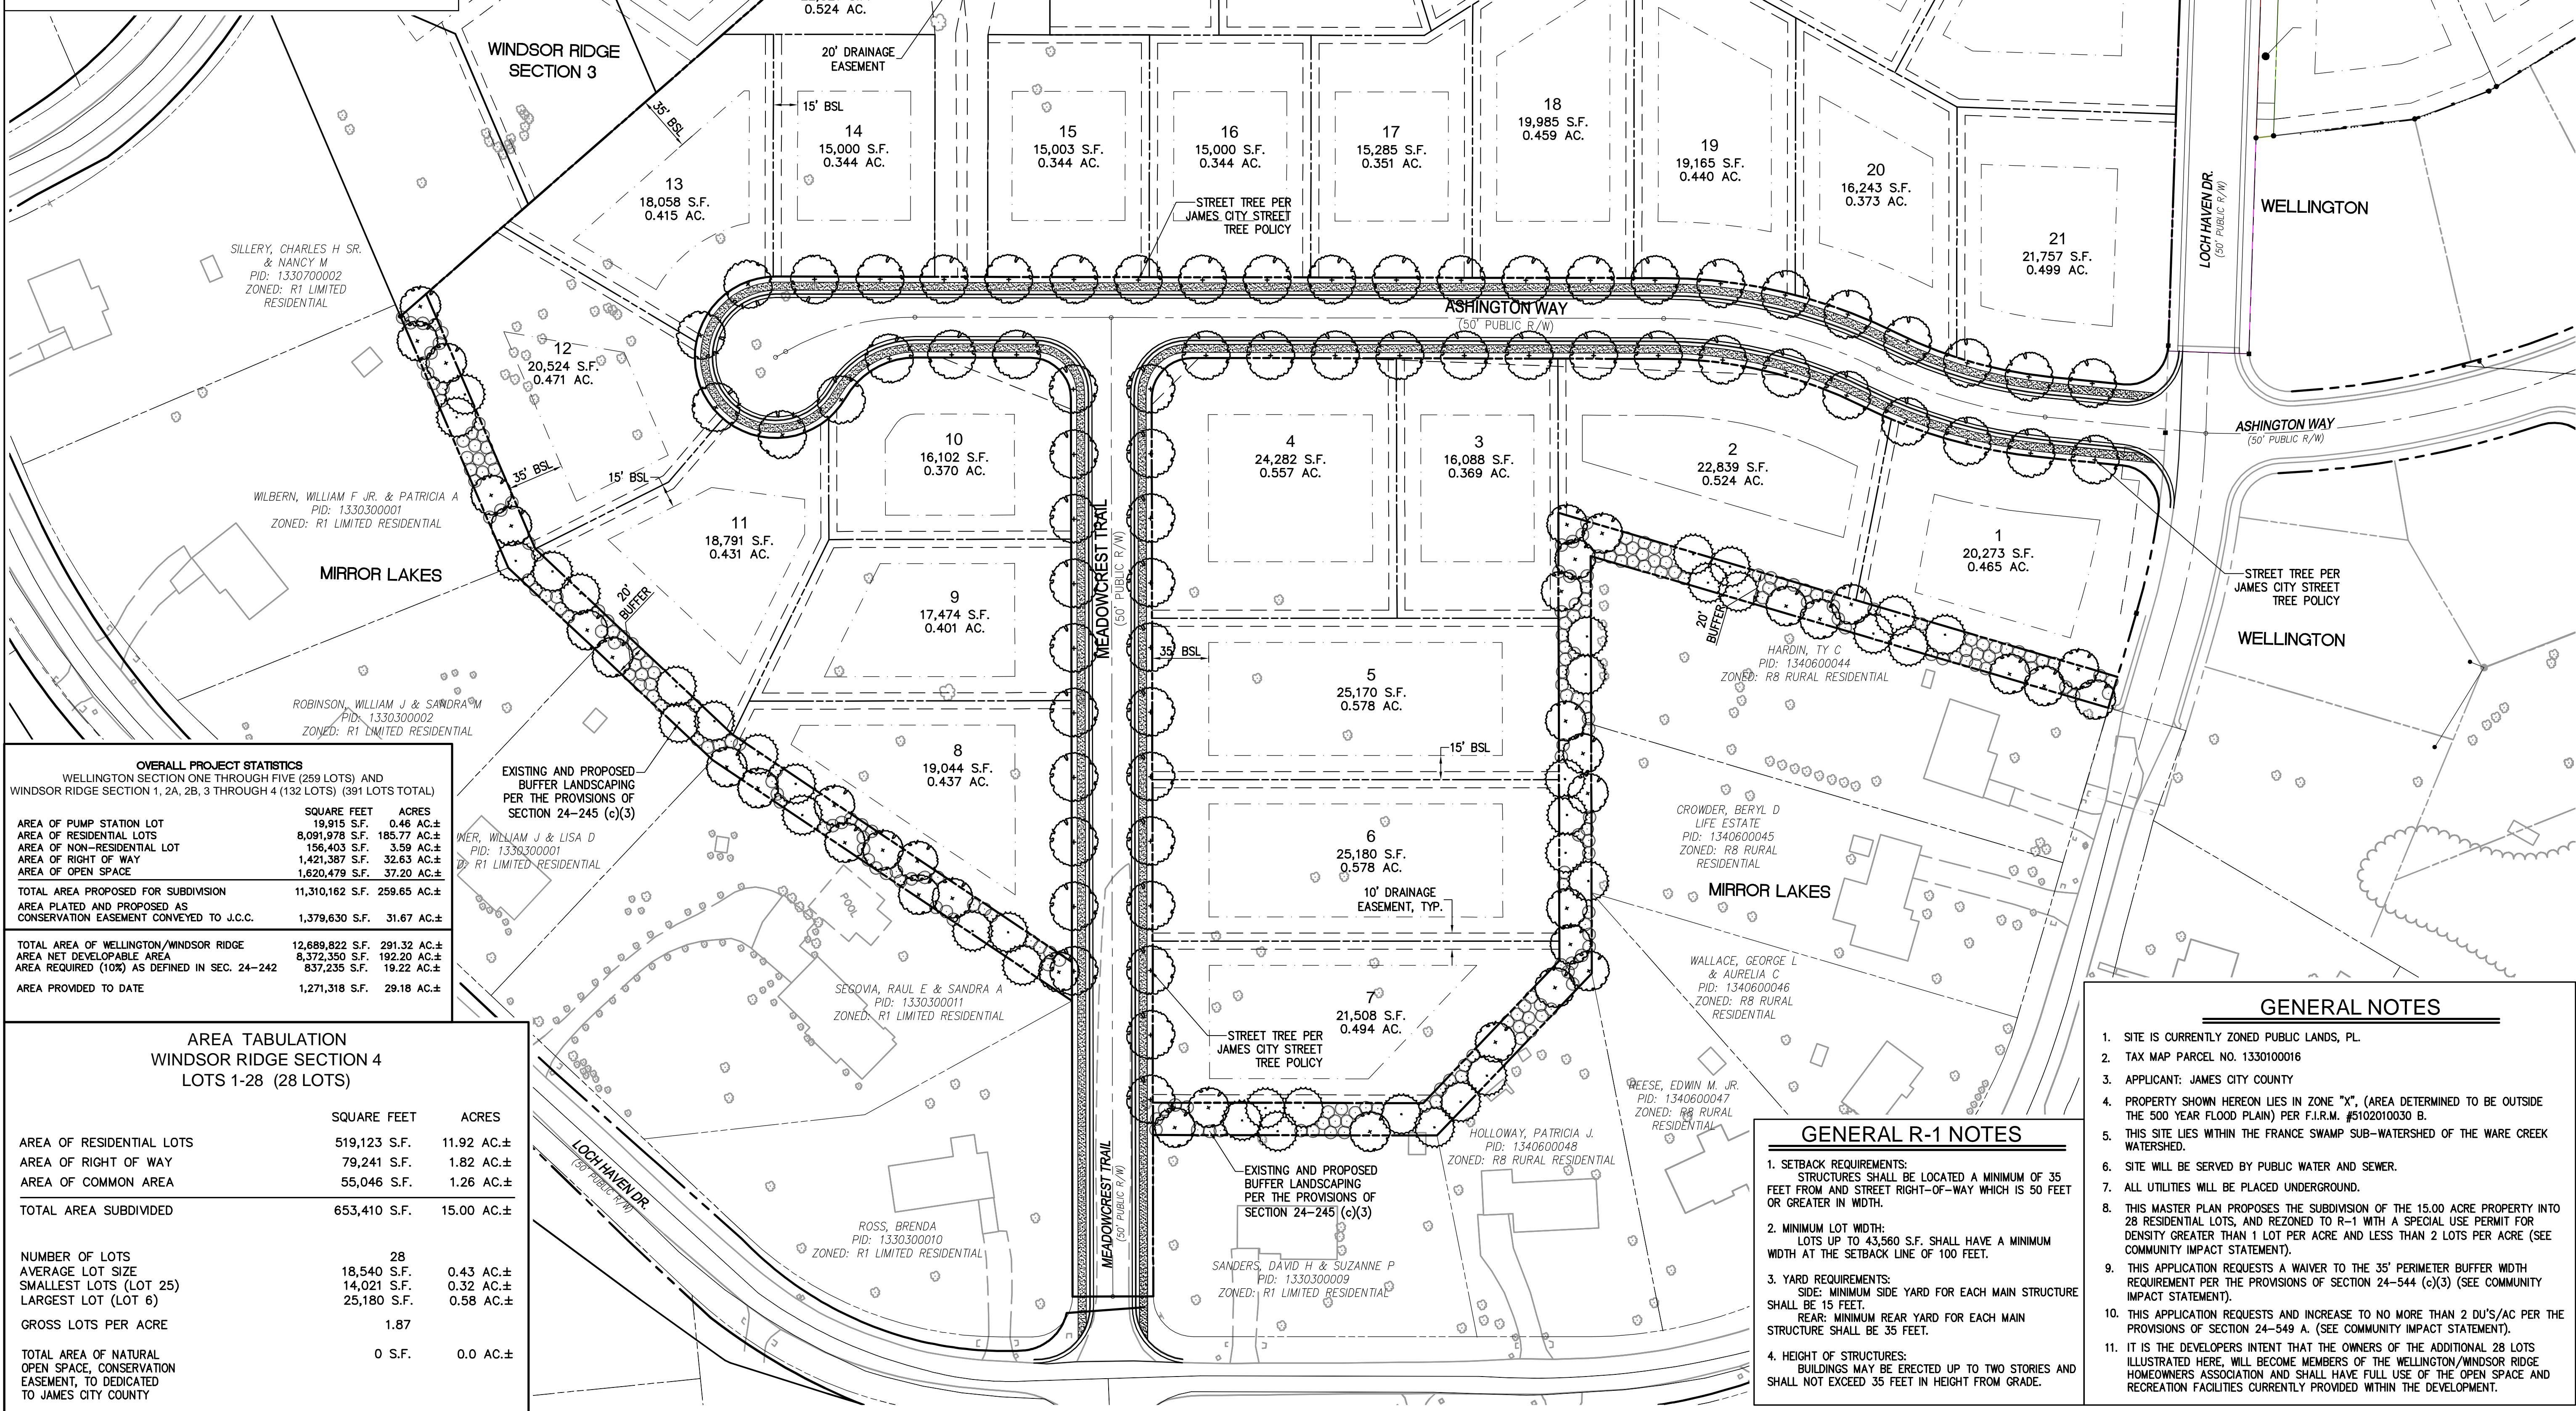 0.524 AC.
WINDSOR RIDGE
SECTION 3
20' DRAINAGE
EASEMENT
35' BSL
15' BSL
13
18,058 S.F.
0.415 AC.
14
15,000 S.F.
0.344 AC.
15
15,003 S.F.
0.344 AC.
16
15,000 S.F.
0.344 AC.
17
15,285 S.F.
0.351 AC.
18
19,985 S.F.
0.459 AC.
19
19,165 S.F.
0.440 AC.
20
16,243 S.F.
0.373 AC.
21
21,757 S.F.
0.499 AC.
STREET TREE PER
JAMES CITY STREET
TREE POLICY
LOCH HAVEN DR.
(50' PUBLIC R/W)
WELLINGTON
SILLERY, CHARLES H SR.
& NANCY M
PID: 1330700002
ZONED: R1 LIMITED
RESIDENTIAL
ASHINGTON WAY
(50' PUBLIC R/W)
ASHINGTON WAY
(50' PUBLIC R/W)
12
20,524 S.F.
0.471 AC.
35' BSL
15' BSL
10
16,102 S.F.
0.370 AC.
4
24,282 S.F.
0.557 AC.
3
16,088 S.F.
0.369 AC.
2
22,839 S.F.
0.524 AC.
1
20,273 S.F.
0.465 AC.
WILBERN, WILLIAM F JR. & PATRICIA A
PID: 1330300001
ZONED: R1 LIMITED RESIDENTIAL
MIRROR LAKES
11
18,791 S.F.
0.431 AC.
20'
BUFFER
9
17,474 S.F.
0.401 AC.
MEADOWCREST TRAIL
(50' PUBLIC R/W)
20'
BUFFER
STREET TREE PER
JAMES CITY STREET
TREE POLICY
WELLINGTON
HARDIN, TY C
PID: 1340600044
ZONED: R8 RURAL RESIDENTIAL
35' BSL
5
25,170 S.F.
0.578 AC.
15' BSL
ROBINSON, WILLIAM J & SANDRA M
PID: 1330300002
ZONED: R1 LIMITED RESIDENTIAL
8
19,044 S.F.
0.437 AC.
EXISTING AND PROPOSED
BUFFER LANDSCAPING
PER THE PROVISIONS OF
SECTION 24-245 (c)(3)
NER, WILLIAM J & LISA D
PID: 1330300001
D: R1 LIMITED RESIDENTIAL
6
25,180 S.F.
0.578 AC.
10' DRAINAGE
EASEMENT, TYP.
CROWDER, BERYL D
LIFE ESTATE
PID: 1340600045
ZONED: R8 RURAL
RESIDENTIAL
MIRROR LAKES
POOL
SEGOVIA, RAUL E & SANDRA A
PID: 1330300011
ZONED: R1 LIMITED RESIDENTIAL
7
21,508 S.F.
0.494 AC.
STREET TREE PER
JAMES CITY STREET
TREE POLICY
WALLACE, GEORGE L
& AURELIA C
PID: 1340600046
ZONED: R8 RURAL
RESIDENTIAL
REESE, EDWIN M. JR.
PID: 1340600047
ZONED: R8 RURAL
RESIDENTIAL
HOLLOWAY, PATRICIA J.
PID: 1340600048
ZONED: R8 RURAL RESIDENTIAL
EXISTING AND PROPOSED
BUFFER LANDSCAPING
PER THE PROVISIONS OF
SECTION 24-245 (c)(3)
LOCH HAVEN DR.
(50' PUBLIC R/W)
MEADOWCREST TRAIL
(50' PUBLIC R/W)
ROSS, BRENDA
PID: 1330300010
ZONED: R1 LIMITED RESIDENTIAL
SANDERS, DAVID H & SUZANNE P
PID: 1330300009
ZONED: R1 LIMITED RESIDENTIAL
OVERALL PROJECT STATISTICS
WELLINGTON SECTION ONE THROUGH FIVE (259 LOTS) AND
WINDSOR RIDGE SECTION 1, 2A, 2B, 3 THROUGH 4 (132 LOTS) (391 LOTS TOTAL)
SQUARE FEET ACRES
AREA OF PUMP STATION LOT 19,915 S.F. 0.46 AC.±
AREA OF RESIDENTIAL LOTS 8,091,978 S.F. 185.77 AC.±
AREA OF NON-RESIDENTIAL LOT 156,403 S.F. 3.59 AC.±
AREA OF RIGHT OF WAY 1,421,387 S.F. 32.63 AC.±
AREA OF OPEN SPACE 1,620,479 S.F. 37.20 AC.±
TOTAL AREA PROPOSED FOR SUBDIVISION 11,310,162 S.F. 259.65 AC.±
AREA PLATED AND PROPOSED AS
CONSERVATION EASEMENT CONVEYED TO J.C.C. 1,379,630 S.F. 31.67 AC.±
TOTAL AREA OF WELLINGTON/WINDSOR RIDGE 12,689,822 S.F. 291.32 AC.±
AREA NET DEVELOPABLE AREA 8,372,350 S.F. 192.20 AC.±
AREA REQUIRED (10%) AS DEFINED IN SEC. 24-242 837,235 S.F. 19.22 AC.±
AREA PROVIDED TO DATE 1,271,318 S.F. 29.18 AC.±
AREA TABULATION
WINDSOR RIDGE SECTION 4
LOTS 1-28 (28 LOTS)
SQUARE FEET ACRES
AREA OF RESIDENTIAL LOTS 519,123 S.F. 11.92 AC.±
AREA OF RIGHT OF WAY 79,241 S.F. 1.82 AC.±
AREA OF COMMON AREA 55,046 S.F. 1.26 AC.±
TOTAL AREA SUBDIVIDED 653,410 S.F. 15.00 AC.±
NUMBER OF LOTS 28
AVERAGE LOT SIZE 18,540 S.F. 0.43 AC.±
SMALLEST LOTS (LOT 25) 14,021 S.F. 0.32 AC.±
LARGEST LOT (LOT 6) 25,180 S.F. 0.58 AC.±
GROSS LOTS PER ACRE 1.87
TOTAL AREA OF NATURAL 0 S.F. 0.0 AC.±
OPEN SPACE, CONSERVATION
EASEMENT, TO DEDICATED
TO JAMES CITY COUNTY
GENERAL R-1 NOTES
1. SETBACK REQUIREMENTS:
STRUCTURES SHALL BE LOCATED A MINIMUM OF 35
FEET FROM AND STREET RIGHT-OF-WAY WHICH IS 50 FEET
OR GREATER IN WIDTH.
2. MINIMUM LOT WIDTH:
LOTS UP TO 43,560 S.F. SHALL HAVE A MINIMUM
WIDTH AT THE SETBACK LINE OF 100 FEET.
3. YARD REQUIREMENTS:
SIDE: MINIMUM SIDE YARD FOR EACH MAIN STRUCTURE
SHALL BE 15 FEET.
REAR: MINIMUM REAR YARD FOR EACH MAIN
STRUCTURE SHALL BE 35 FEET.
4. HEIGHT OF STRUCTURES:
BUILDINGS MAY BE ERECTED UP TO TWO STORIES AND
SHALL NOT EXCEED 35 FEET IN HEIGHT FROM GRADE.
GENERAL NOTES
1. SITE IS CURRENTLY ZONED PUBLIC LANDS, PL.
2. TAX MAP PARCEL NO. 1330100016
3. APPLICANT: JAMES CITY COUNTY
4. PROPERTY SHOWN HEREON LIES IN ZONE "X", (AREA DETERMINED TO BE OUTSIDE
THE 500 YEAR FLOOD PLAIN) PER F.I.R.M. #5102010030 B.
5. THIS SITE LIES WITHIN THE FRANCE SWAMP SUB-WATERSHED OF THE WARE CREEK
WATERSHED.
6. SITE WILL BE SERVED BY PUBLIC WATER AND SEWER.
7. ALL UTILITIES WILL BE PLACED UNDERGROUND.
8. THIS MASTER PLAN PROPOSES THE SUBDIVISION OF THE 15.00 ACRE PROPERTY INTO
28 RESIDENTIAL LOTS, AND REZONED TO R-1 WITH A SPECIAL USE PERMIT FOR
DENSITY GREATER THAN 1 LOT PER ACRE AND LESS THAN 2 LOTS PER ACRE (SEE
COMMUNITY IMPACT STATEMENT).
9. THIS APPLICATION REQUESTS A WAIVER TO THE 35' PERIMETER BUFFER WIDTH
REQUIREMENT PER THE PROVISIONS OF SECTION 24-544 (c)(3) (SEE COMMUNITY
IMPACT STATEMENT).
10. THIS APPLICATION REQUESTS AND INCREASE TO NO MORE THAN 2 DU'S/AC PER THE
PROVISIONS OF SECTION 24-549 A. (SEE COMMUNITY IMPACT STATEMENT).
11. IT IS THE DEVELOPERS INTENT THAT THE OWNERS OF THE ADDITIONAL 28 LOTS
ILLUSTRATED HERE, WILL BECOME MEMBERS OF THE WELLINGTON/WINDSOR RIDGE
HOMEOWNERS ASSOCIATION AND SHALL HAVE FULL USE OF THE OPEN SPACE AND
RECREATION FACILITIES CURRENTLY PROVIDED WITHIN THE DEVELOPMENT.